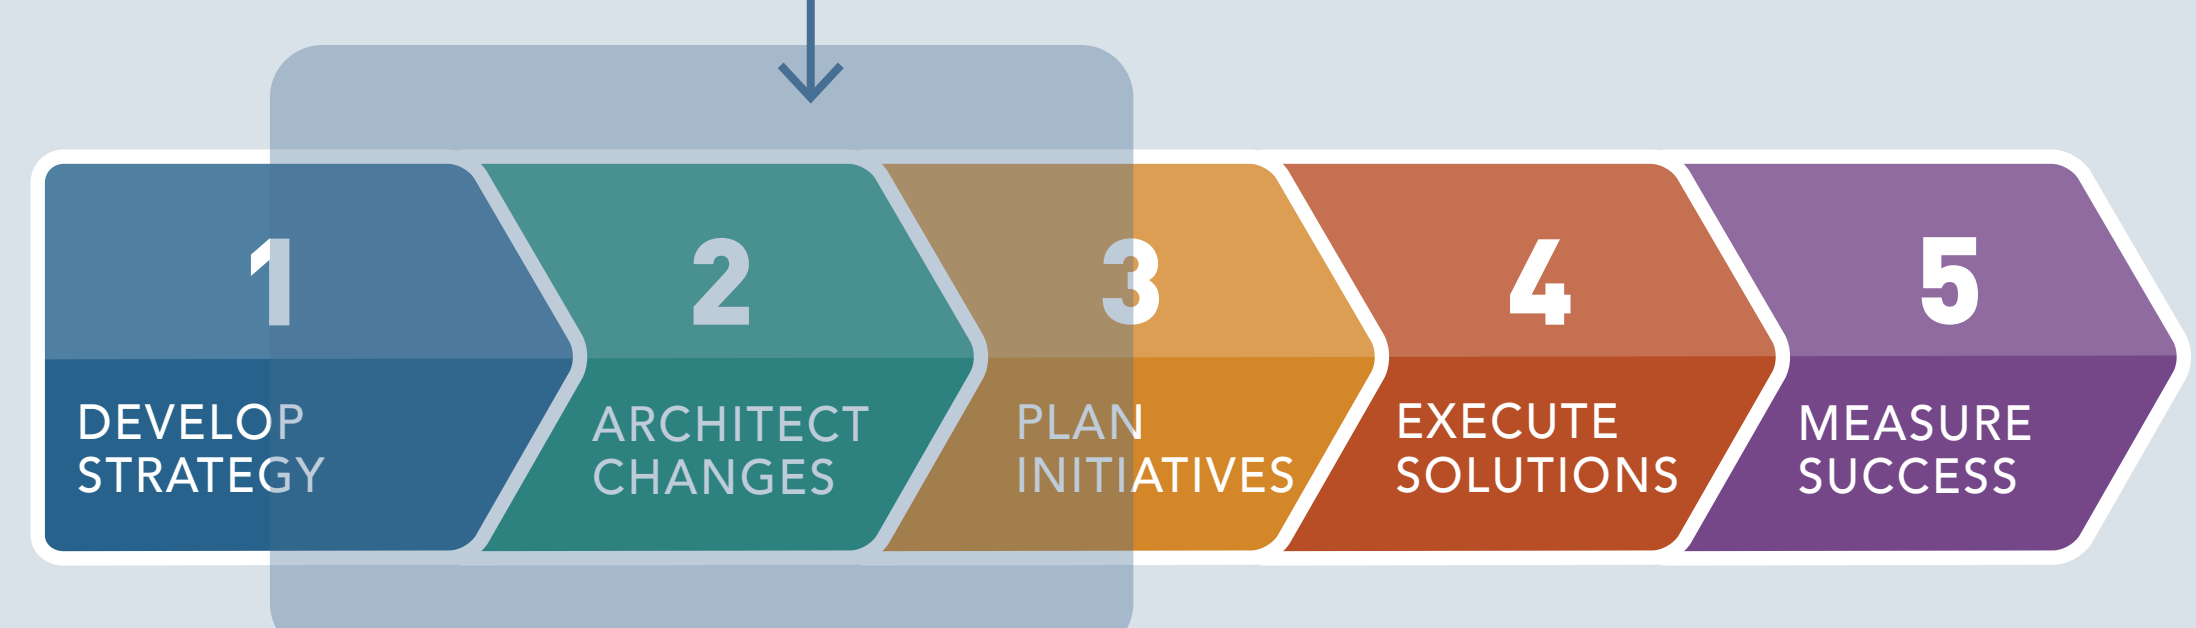 1
DEVELOP
STRATEGY
2
ARCHITECT
CHANGES
3
PLAN
INITIATIVES
4
EXECUTE
SOLUTIONS
5
MEASURE
SUCCESS